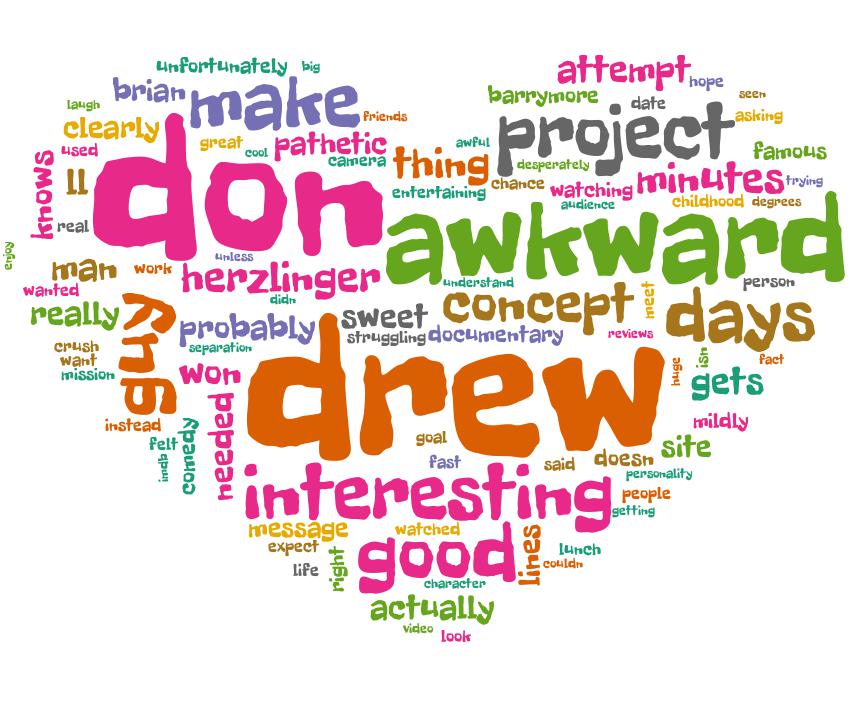 unfortunately big
attempt
hope
laugh brian make friends
barrymore date seen
clearly
project asking
used great cool pathetic camera
awful thing desperately famous
knows ll don
entertaining chance watching minutes trying
audience childhood degrees
real
awkward
enjoy
unless
man work herzlinger
understand person
wanted didn
really guy probably sweet concept meet days
separation struggling documentary reviews
crush
want
mission
won drew huge isn fact
gets
instead needed
mildly
felt comedy imdb
goal
site
fast said doesn
personality
interesting people
getting
message watched
expect good lines lunch
life right couldn
character
actually
video look